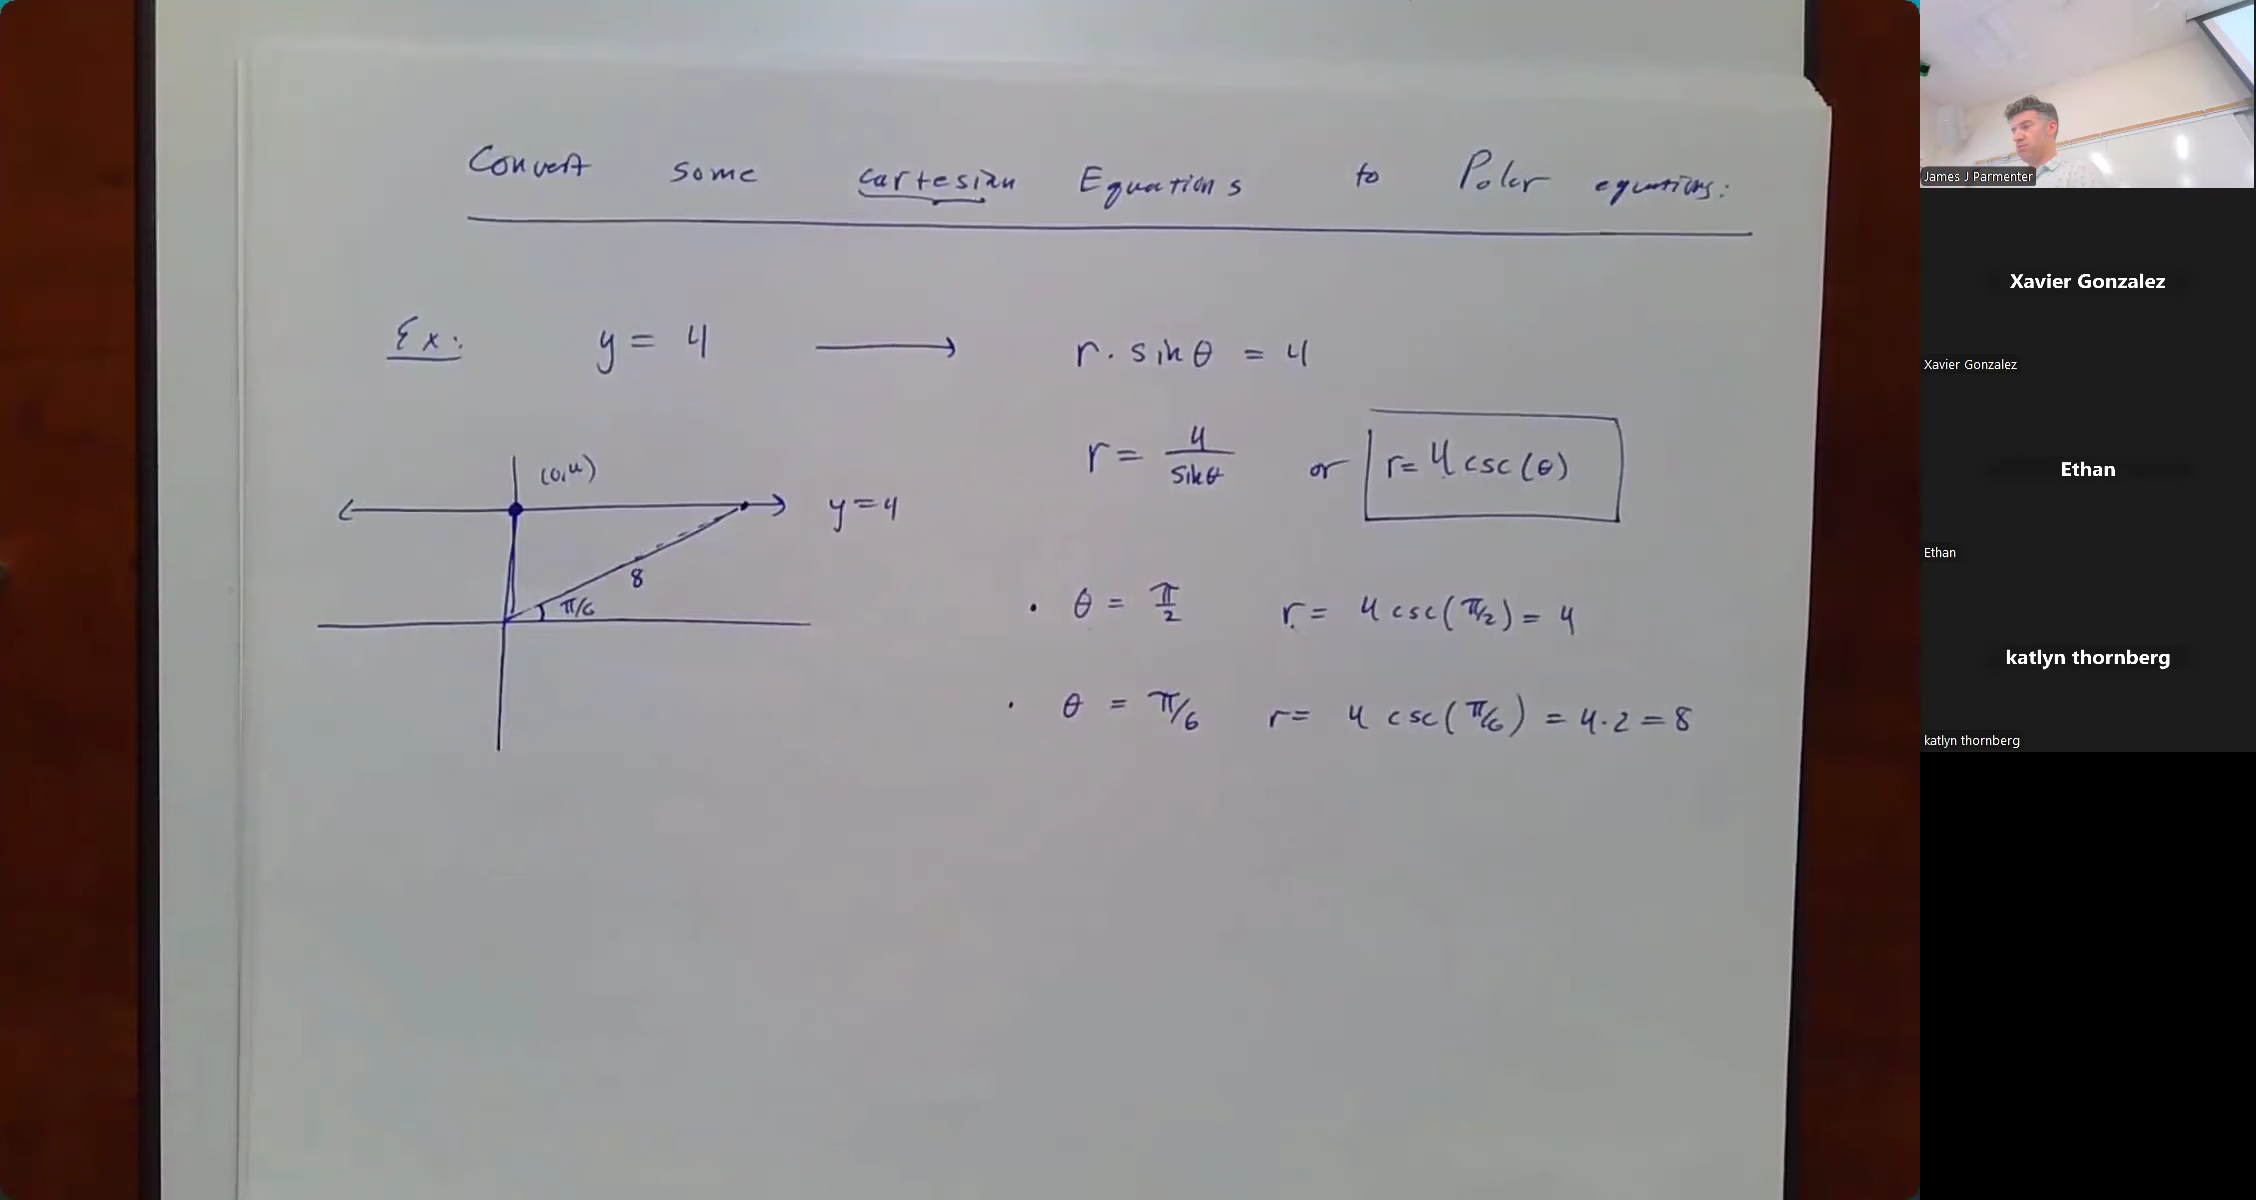 Convert some cartesian Equations to Polar equations:
Ex: y = 4 → r · sin θ = 4
r = 4/sin θ or r = 4 csc(θ)
(0,4)
y = 4
8
π/6
· θ = π/2 r = 4 csc(π/2) = 4
· θ = π/6 r = 4 csc(π/6) = 4 · 2 = 8
James J Parmenter
Xavier Gonzalez
Xavier Gonzalez
Ethan
Ethan
katlyn thornberg
katlyn thornberg